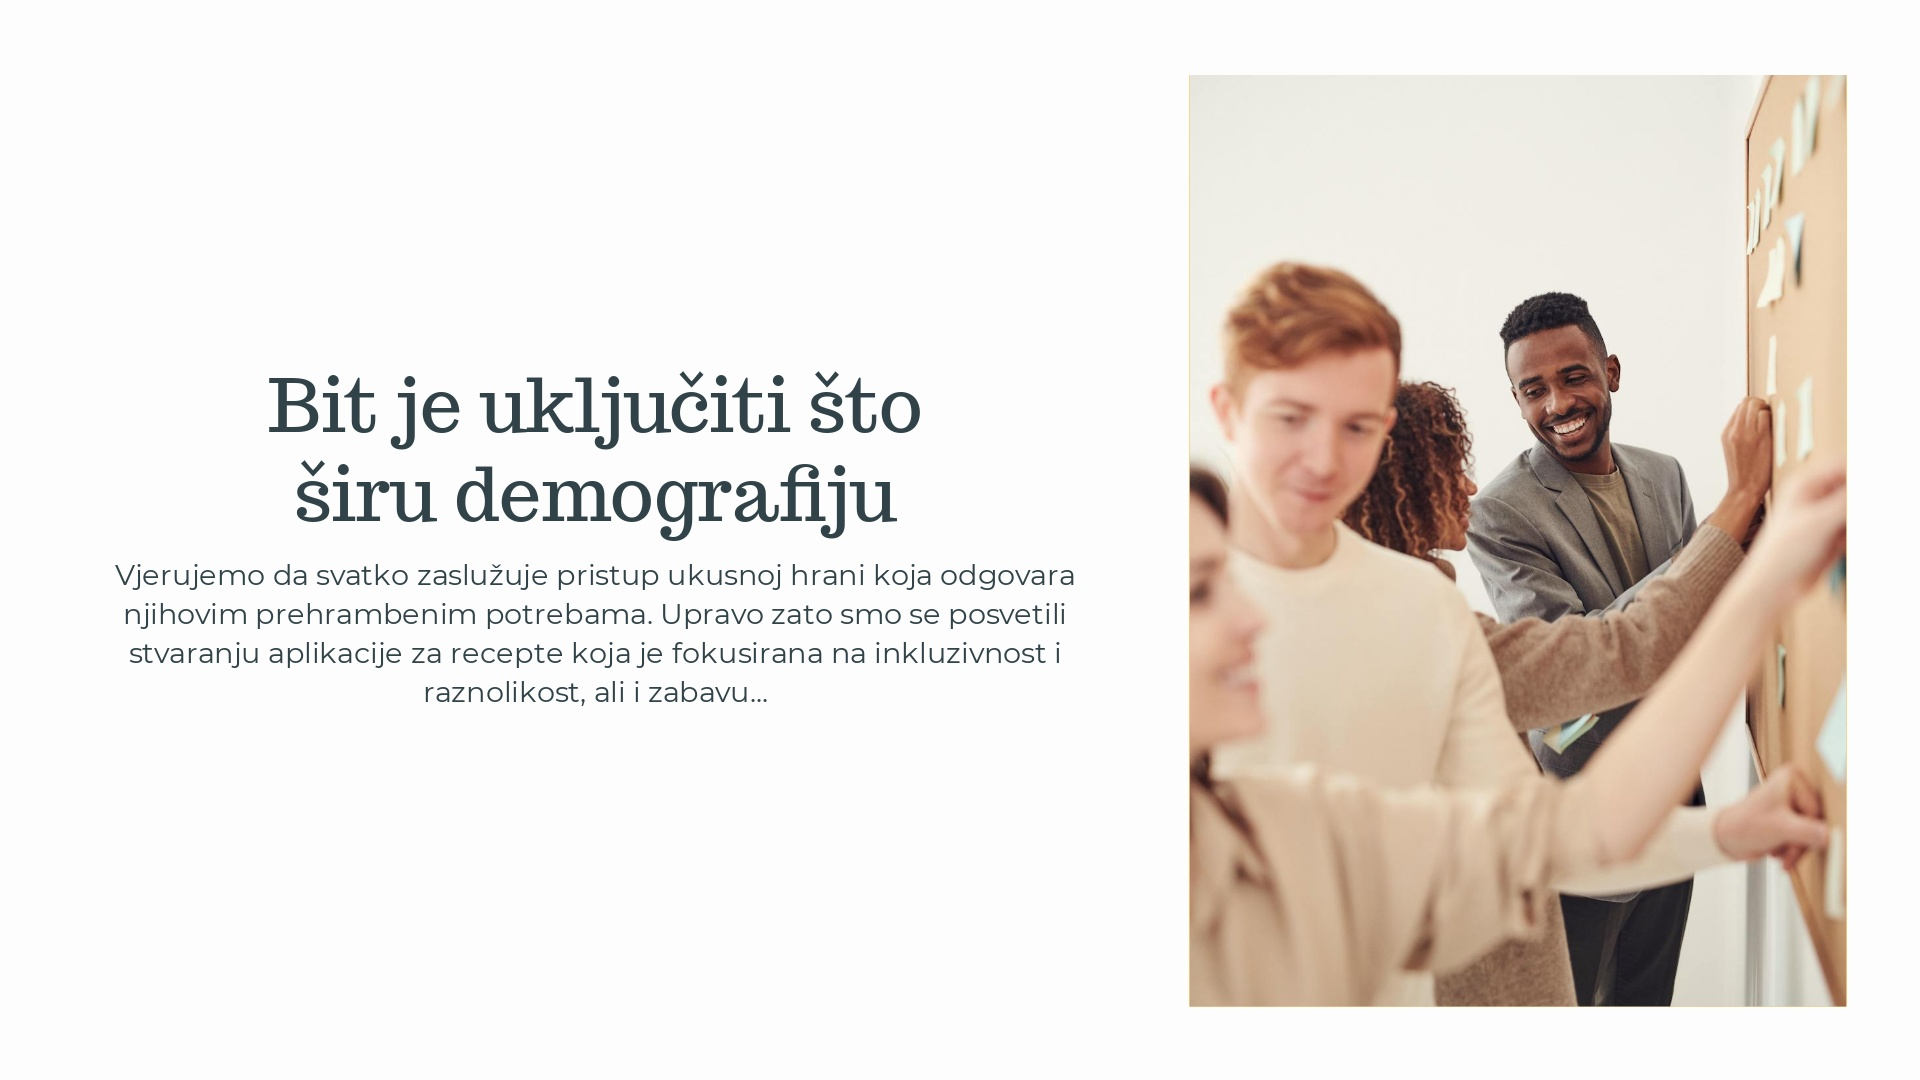 Bit je uključiti što
širu demografiju
Vjerujemo da svatko zaslužuje pristup ukusnoj hrani koja odgovara
njihovim prehrambenim potrebama. Upravo zato smo se posvetili
stvaranju aplikacije za recepte koja je fokusirana na inkluzivnost i
raznolikost, ali i zabavu...